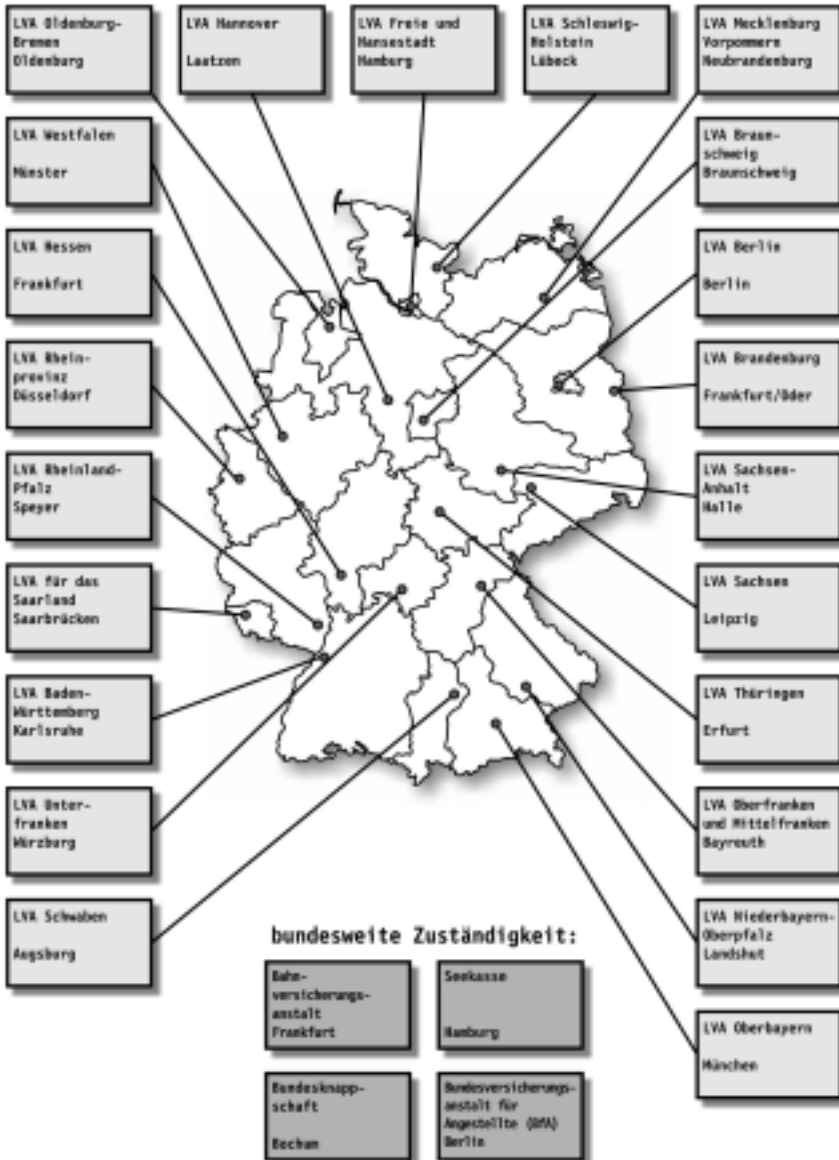 LVA Oldenburg-
Bremen
Oldenburg
LVA Hannover
Laatzen
LVA Freie und
Hansestadt
Hamburg
LVA Schleswig-
Holstein
Lübeck
LVA Mecklenburg
Vorpommern
Neubrandenburg
LVA Westfalen
Münster
LVA Braun-
schweig
Braunschweig
LVA Hessen
Frankfurt
LVA Berlin
Berlin
LVA Rhein-
provinz
Düsseldorf
LVA Brandenburg
Frankfurt/Oder
LVA Rheinland-
Pfalz
Speyer
LVA Sachsen-
Anhalt
Halle
LVA für das
Saarland
Saarbrücken
LVA Sachsen
Leipzig
LVA Baden-
Württemberg
Karlsruhe
LVA Thüringen
Erfurt
LVA Unter-
franken
Würzburg
LVA Oberfranken
und Mittelfranken
Bayreuth
LVA Schwaben
Augsburg
LVA Niederbayern-
Oberpfalz
Landshut
LVA Oberbayern
München
bundesweite Zuständigkeit:
Bahn-
versicherungs-
anstalt
Frankfurt
Seekasse
Hamburg
Bundesknapp-
schaft
Bochum
Bundesversicherungs-
anstalt für
Angestellte (BfA)
Berlin